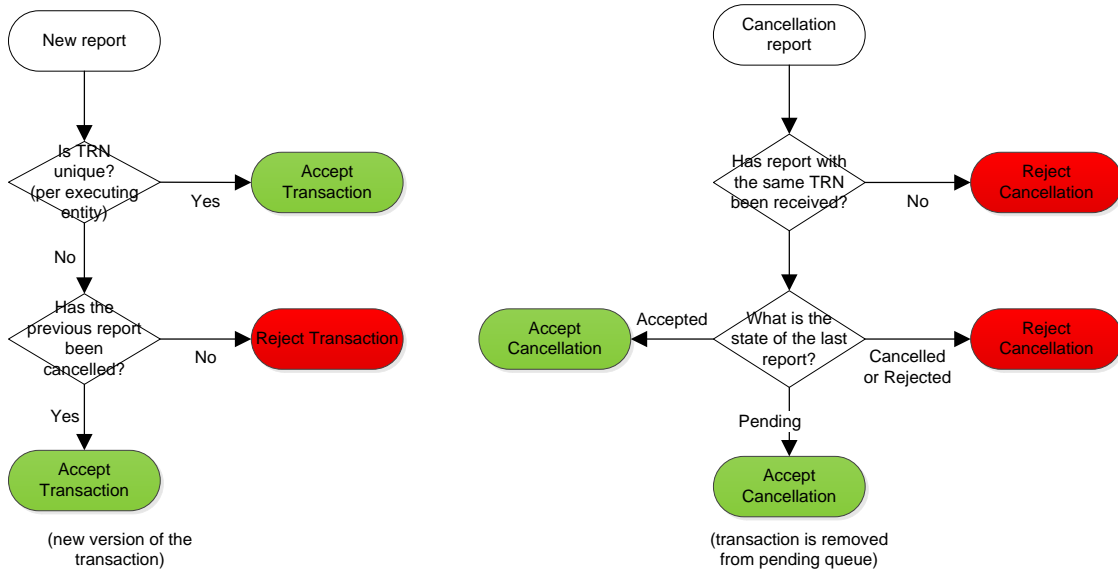 New report
Is TRN
unique?
(per executing
entity)
Yes
Accept
Transaction
No
Has the
previous report
been
cancelled?
No
Reject Transaction
Yes
Accept
Transaction
(new version of the
transaction)
Cancellation
report
Has report with
the same TRN
been received?
No
Reject
Cancellation
What is the
state of the last
report?
Accepted
Accept
Cancellation
Cancelled
or Rejected
Reject
Cancellation
Pending
Accept
Cancellation
(transaction is removed
from pending queue)